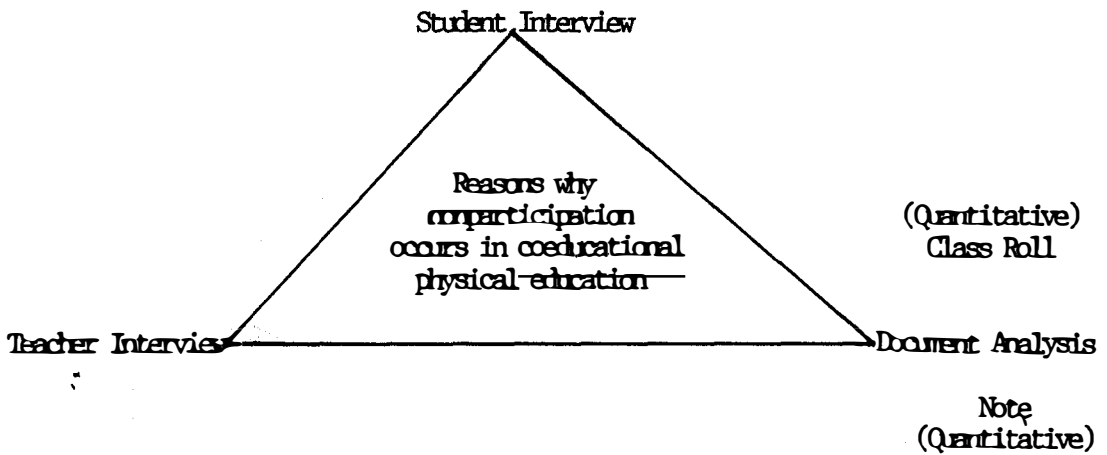 Student Interview
Reasons why
nonparticipation
occurs in coeducational
physical education
(Quantitative)
Class Roll
Teacher Interview
Document Analysis
Note
(Quantitative)